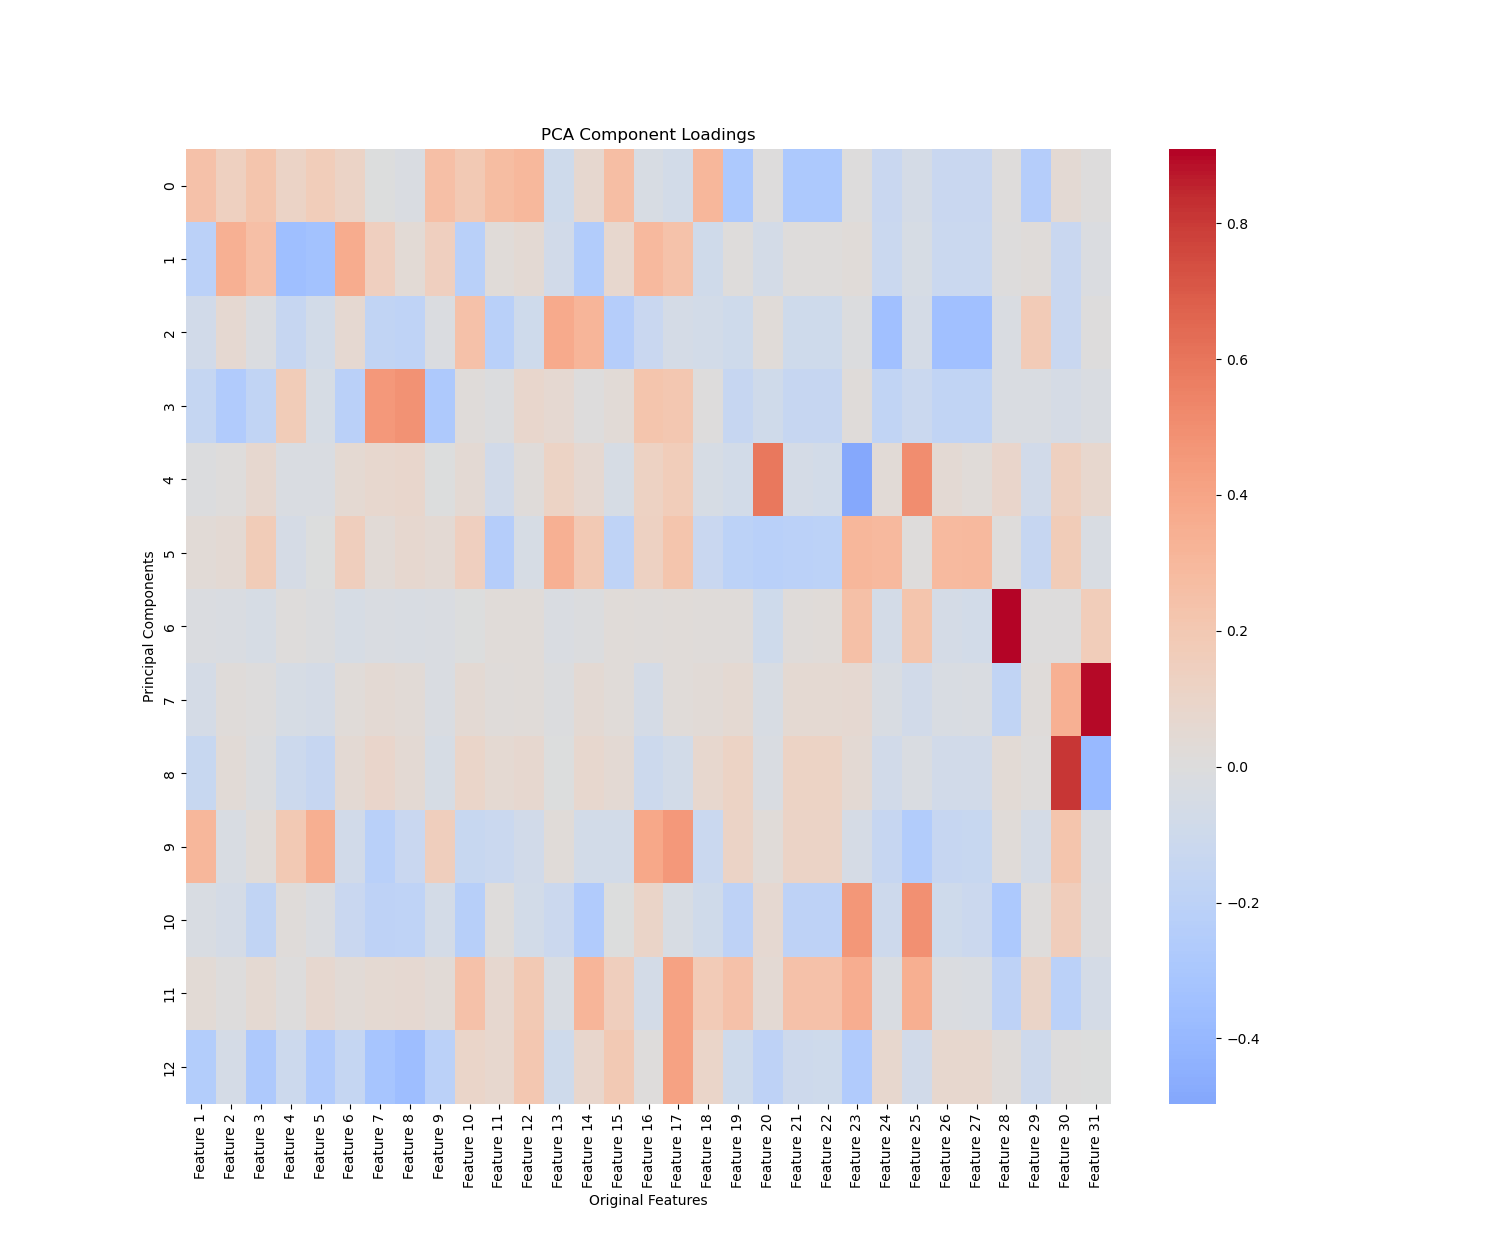 PCA Component Loadings
Principal Components
0
1
2
3
4
5
6
7
8
9
10
11
12
Feature 1
Feature 2
Feature 3
Feature 4
Feature 5
Feature 6
Feature 7
Feature 8
Feature 9
Feature 10
Feature 11
Feature 12
Feature 13
Feature 14
Feature 15
Feature 16
Feature 17
Feature 18
Feature 19
Feature 20
Feature 21
Feature 22
Feature 23
Feature 24
Feature 25
Feature 26
Feature 27
Feature 28
Feature 29
Feature 30
Feature 31
Original Features
0.8
0.6
0.4
0.2
0.0
−0.2
−0.4